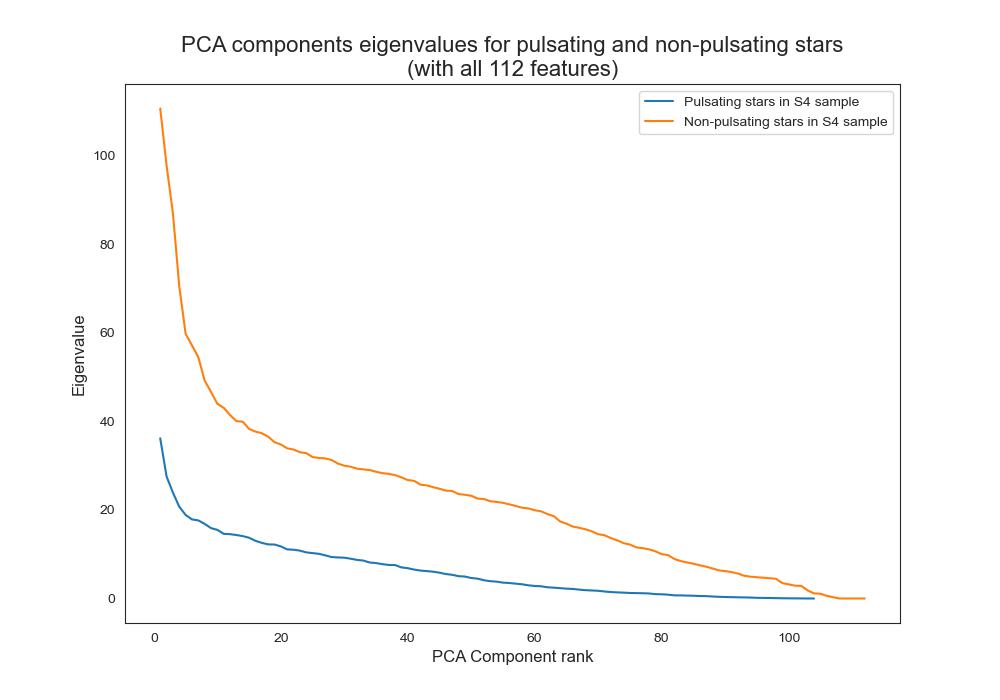 PCA components eigenvalues for pulsating and non-pulsating stars
(with all 112 features)
Pulsating stars in S4 sample
Non-pulsating stars in S4 sample
Eigenvalue
100
80
60
40
20
0
0 20 40 60 80 100
PCA Component rank